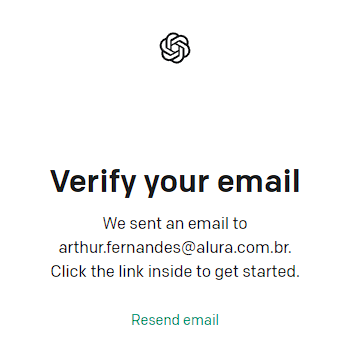 Verify your email
We sent an email to
arthur.fernandes@alura.com.br.
Click the link inside to get started.
Resend email